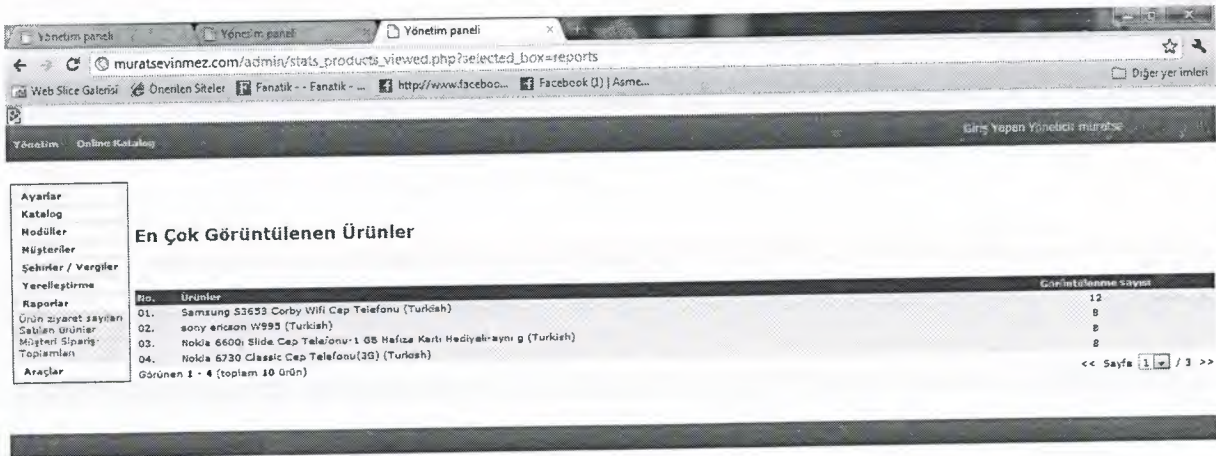 Yönetim paneli Yönetim paneli Yönetim paneli
muratsevinmez.com/admin/stats_products_viewed.php?selected_box=reports
Web Slice Galerisi Önerilen Siteler Fanatik - - Fanatik - ... http://www.faceboo... Facebook (1) | Asme... Diğer yer imleri
Yönetim Online Katalog Giriş Yapan Yönetici: muratse
Ayarlar
Katalog
Modüller
Müşteriler
Şehirler / Vergiler
Yerelleştirme
Raporlar
Ürün ziyaret sayıları
Satılan ürünler
Müşteri Sipariş-
Toplamları
Araçlar
En Çok Görüntülenen Ürünler
No. Ürünler Görüntülenme sayısı
01. Samsung S3653 Corby Wifi Cep Telefonu (Turkish) 12
02. sony ericson W995 (Turkish) 8
03. Nokia 6600i Slide Cep Telefonu-1 GB Hafıza Kartı Hediyeli-aynı g (Turkish) 8
04. Nokia 6730 Classic Cep Telefonu(3G) (Turkish) 8
Görünen 1 - 4 (toplam 10 ürün) << Sayfa 1 / 3 >>